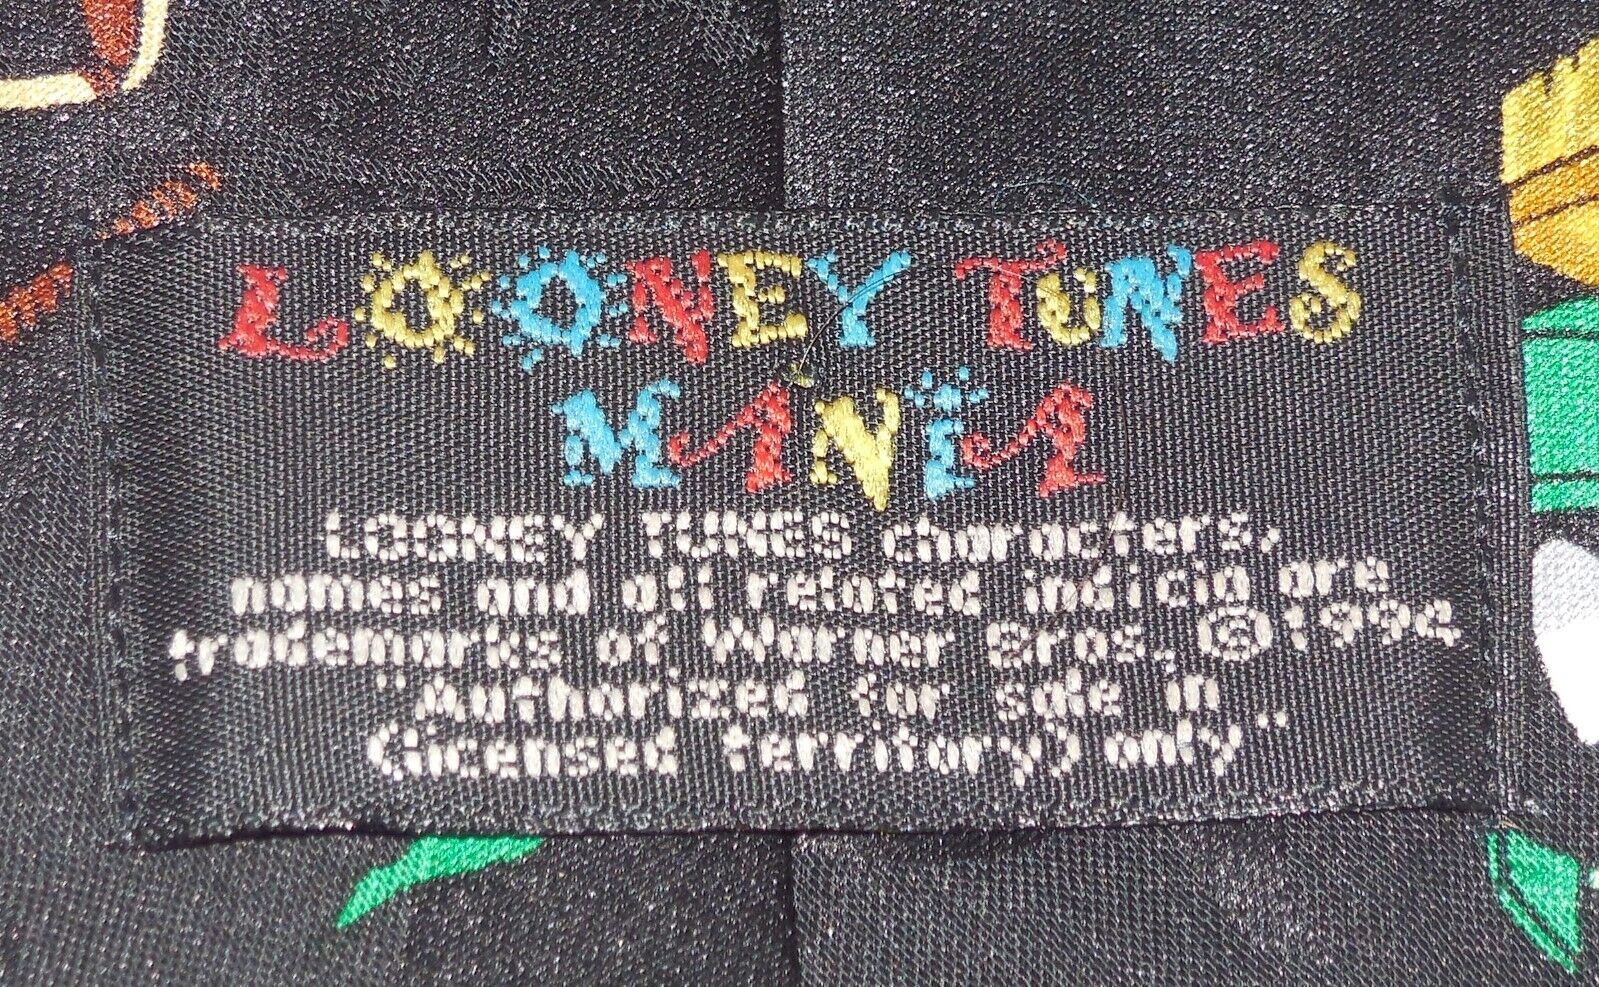 LOONEY TUNES
MANIA
LOONEY TUNES characters,
names and all related indicia are
trademarks of Warner Bros. ©1994
"Authorized for sale in
(licensed territory) only"